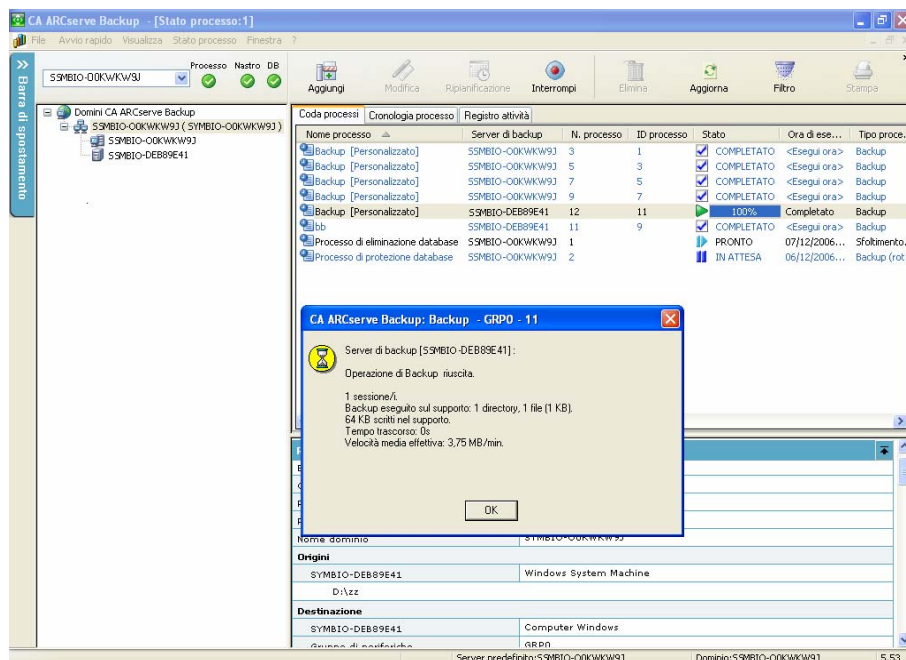 CA ARCserve Backup - [Stato processo:1]
File Avvio rapido Visualizza Stato processo Finestra ?
Barra di spostamento
SSMBIO-O0KWKW9J
Processo Nastro DB
Aggiungi Modifica Ripianificazione Interrompi Elimina Aggiorna Filtro Stampa
Domini CA ARCserve Backup
SSMBIO-O0KWKW9J ( SYMBIO-O0KWKW9J )
SSMBIO-O0KWKW9J
SSMBIO-DEB89E41
Coda processi Cronologia processo Registro attività
Nome processo Server di backup N. processo ID processo Stato Ora di ese... Tipo proce.
Backup [Personalizzato] SSMBIO-O0KWKW9J 3 1 COMPLETATO <Esegui ora> Backup
Backup [Personalizzato] SSMBIO-O0KWKW9J 5 3 COMPLETATO <Esegui ora> Backup
Backup [Personalizzato] SSMBIO-O0KWKW9J 7 5 COMPLETATO <Esegui ora> Backup
Backup [Personalizzato] SSMBIO-O0KWKW9J 9 7 COMPLETATO <Esegui ora> Backup
Backup [Personalizzato] SSMBIO-DEB89E41 12 11 100% Completato Backup
bb SSMBIO-DEB89E41 11 9 COMPLETATO <Esegui ora> Backup
Processo di eliminazione database SSMBIO-O0KWKW9J 1 PRONTO 07/12/2006... Sfoltimento.
Processo di protezione database SSMBIO-O0KWKW9J 2 IN ATTESA 06/12/2006... Backup (rot
CA ARCserve Backup: Backup - GRP0 - 11
Server di backup [SSMBIO-DEB89E41] :
Operazione di Backup riuscita.
1 sessione/i.
Backup eseguito sul supporto: 1 directory, 1 file (1 KB).
64 KB scritti nel supporto.
Tempo trascorso: 0s
Velocità media effettiva: 3,75 MB/min.
OK
Nome dominio SYMBIO-O0KWKW9J
Origini
SYMBIO-DEB89E41 Windows System Machine
D:\zz
Destinazione
SYMBIO-DEB89E41 Computer Windows
Gruppo di periferiche GRP0
Server predefinito:SSMBIO-O0KWKW9J Dominio:SSMBIO-O0KWKW9J 5.53